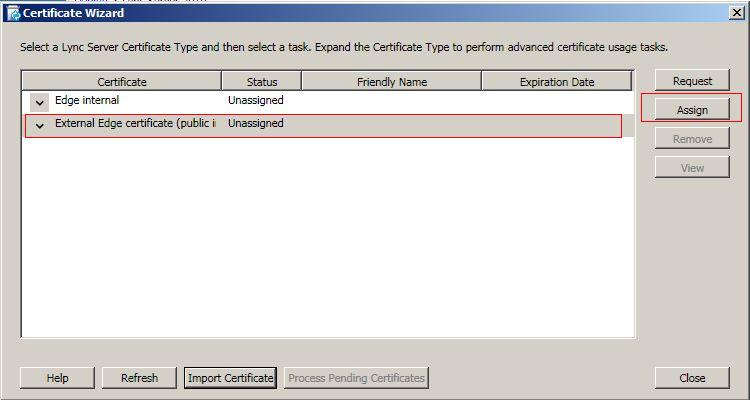 Certificate Wizard
Select a Lync Server Certificate Type and then select a task. Expand the Certificate Type to perform advanced certificate usage tasks.
Certificate Status Friendly Name Expiration Date
Edge internal Unassigned
External Edge certificate (public in Unassigned
Request
Assign
Remove
View
Help Refresh Import Certificate Process Pending Certificates Close